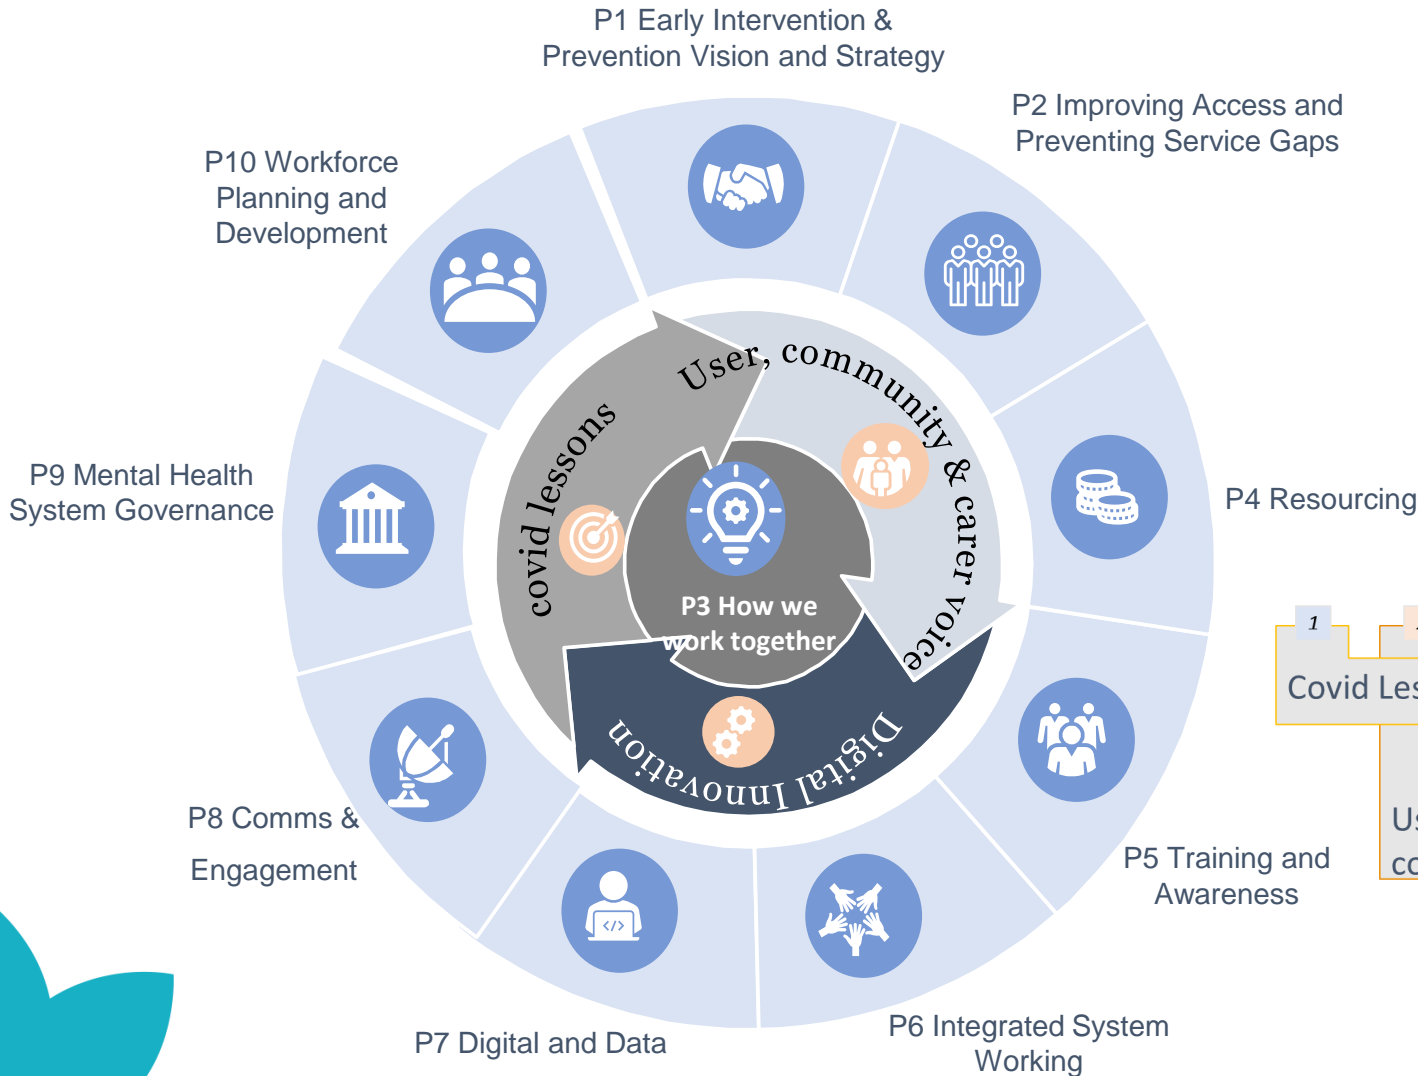 P1 Early Intervention &
Prevention Vision and Strategy
P2 Improving Access and
Preventing Service Gaps
P10 Workforce
Planning and
Development
User, community & carer voice
covid lessons
P9 Mental Health
System Governance
P4 Resourcing
P3 How we
work together
1
Covid
Digital Innovation
P8 Comms &
Engagement
P5 Training and
Awareness
P7 Digital and Data
P6 Integrated System
Working